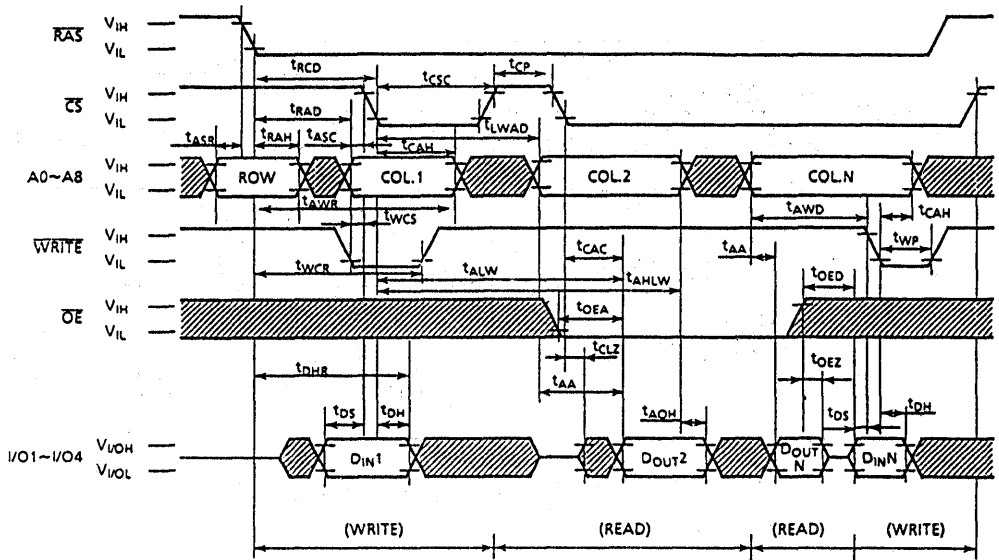 RAS VIH
VIL
tRCD tCSC tCP
CS VIH
VIL
tRAD tLWAD
tASR tRAH tASC tCAH
A0~A8 VIH
VIL
ROW COL.1 COL.2 COL.N
tAWR tWCS tAWD tCAH
WRITE VIH
VIL
tCAC tAA tWP
tWCR tALW tAHLW tOED
OE VIH
VIL
tOEA
tCLZ tOEZ
tDHR tAA
tDS tDH tAOH tDS tDH
I/O1~I/O4 VI/OH
VI/OL
DIN1 DOUT2 DOUT N DINN
(WRITE) (READ) (READ) (WRITE)